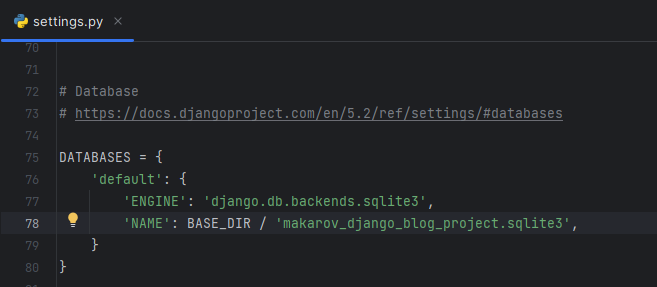 settings.py ×
70
71
72 # Database
73 # https://docs.djangoproject.com/en/5.2/ref/settings/#databases
74
75 DATABASES = {
76     'default': {
77         'ENGINE': 'django.db.backends.sqlite3',
78         'NAME': BASE_DIR / 'makarov_django_blog_project.sqlite3',
79     }
80 }
81